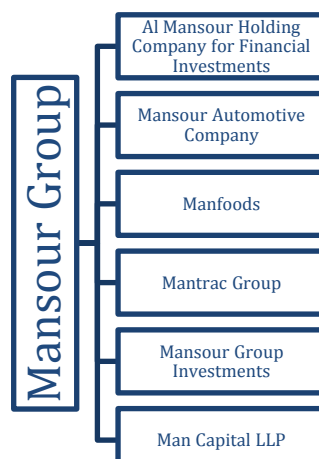 Mansour Group
Al Mansour Holding
Company for Financial
Investments
Mansour Automotive
Company
Manfoods
Mantrac Group
Mansour Group
Investments
Man Capital LLP